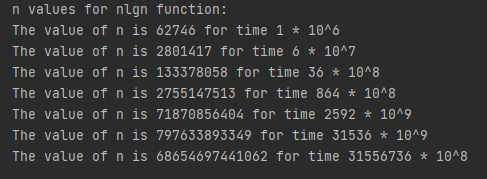 n values for nlgn function:
The value of n is 62746 for time 1 * 10^6
The value of n is 2801417 for time 6 * 10^7
The value of n is 133378058 for time 36 * 10^8
The value of n is 2755147513 for time 864 * 10^8
The value of n is 71870856404 for time 2592 * 10^9
The value of n is 797633893349 for time 31536 * 10^9
The value of n is 68654697441062 for time 31556736 * 10^8